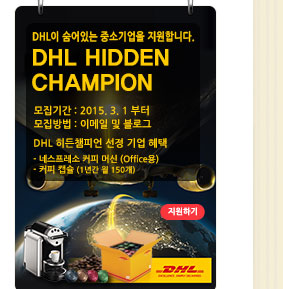 DHL이 숨어있는 중소기업을 지원합니다.
DHL HIDDEN
CHAMPION
모집기간 : 2015. 3. 1 부터
모집방법 : 이메일 및 블로그
DHL 히든챔피언 선정 기업 혜택
- 네스프레소 커피 머신 (Office용)
- 커피 캡슐 (1년간 월 150개)
지원하기
DHL